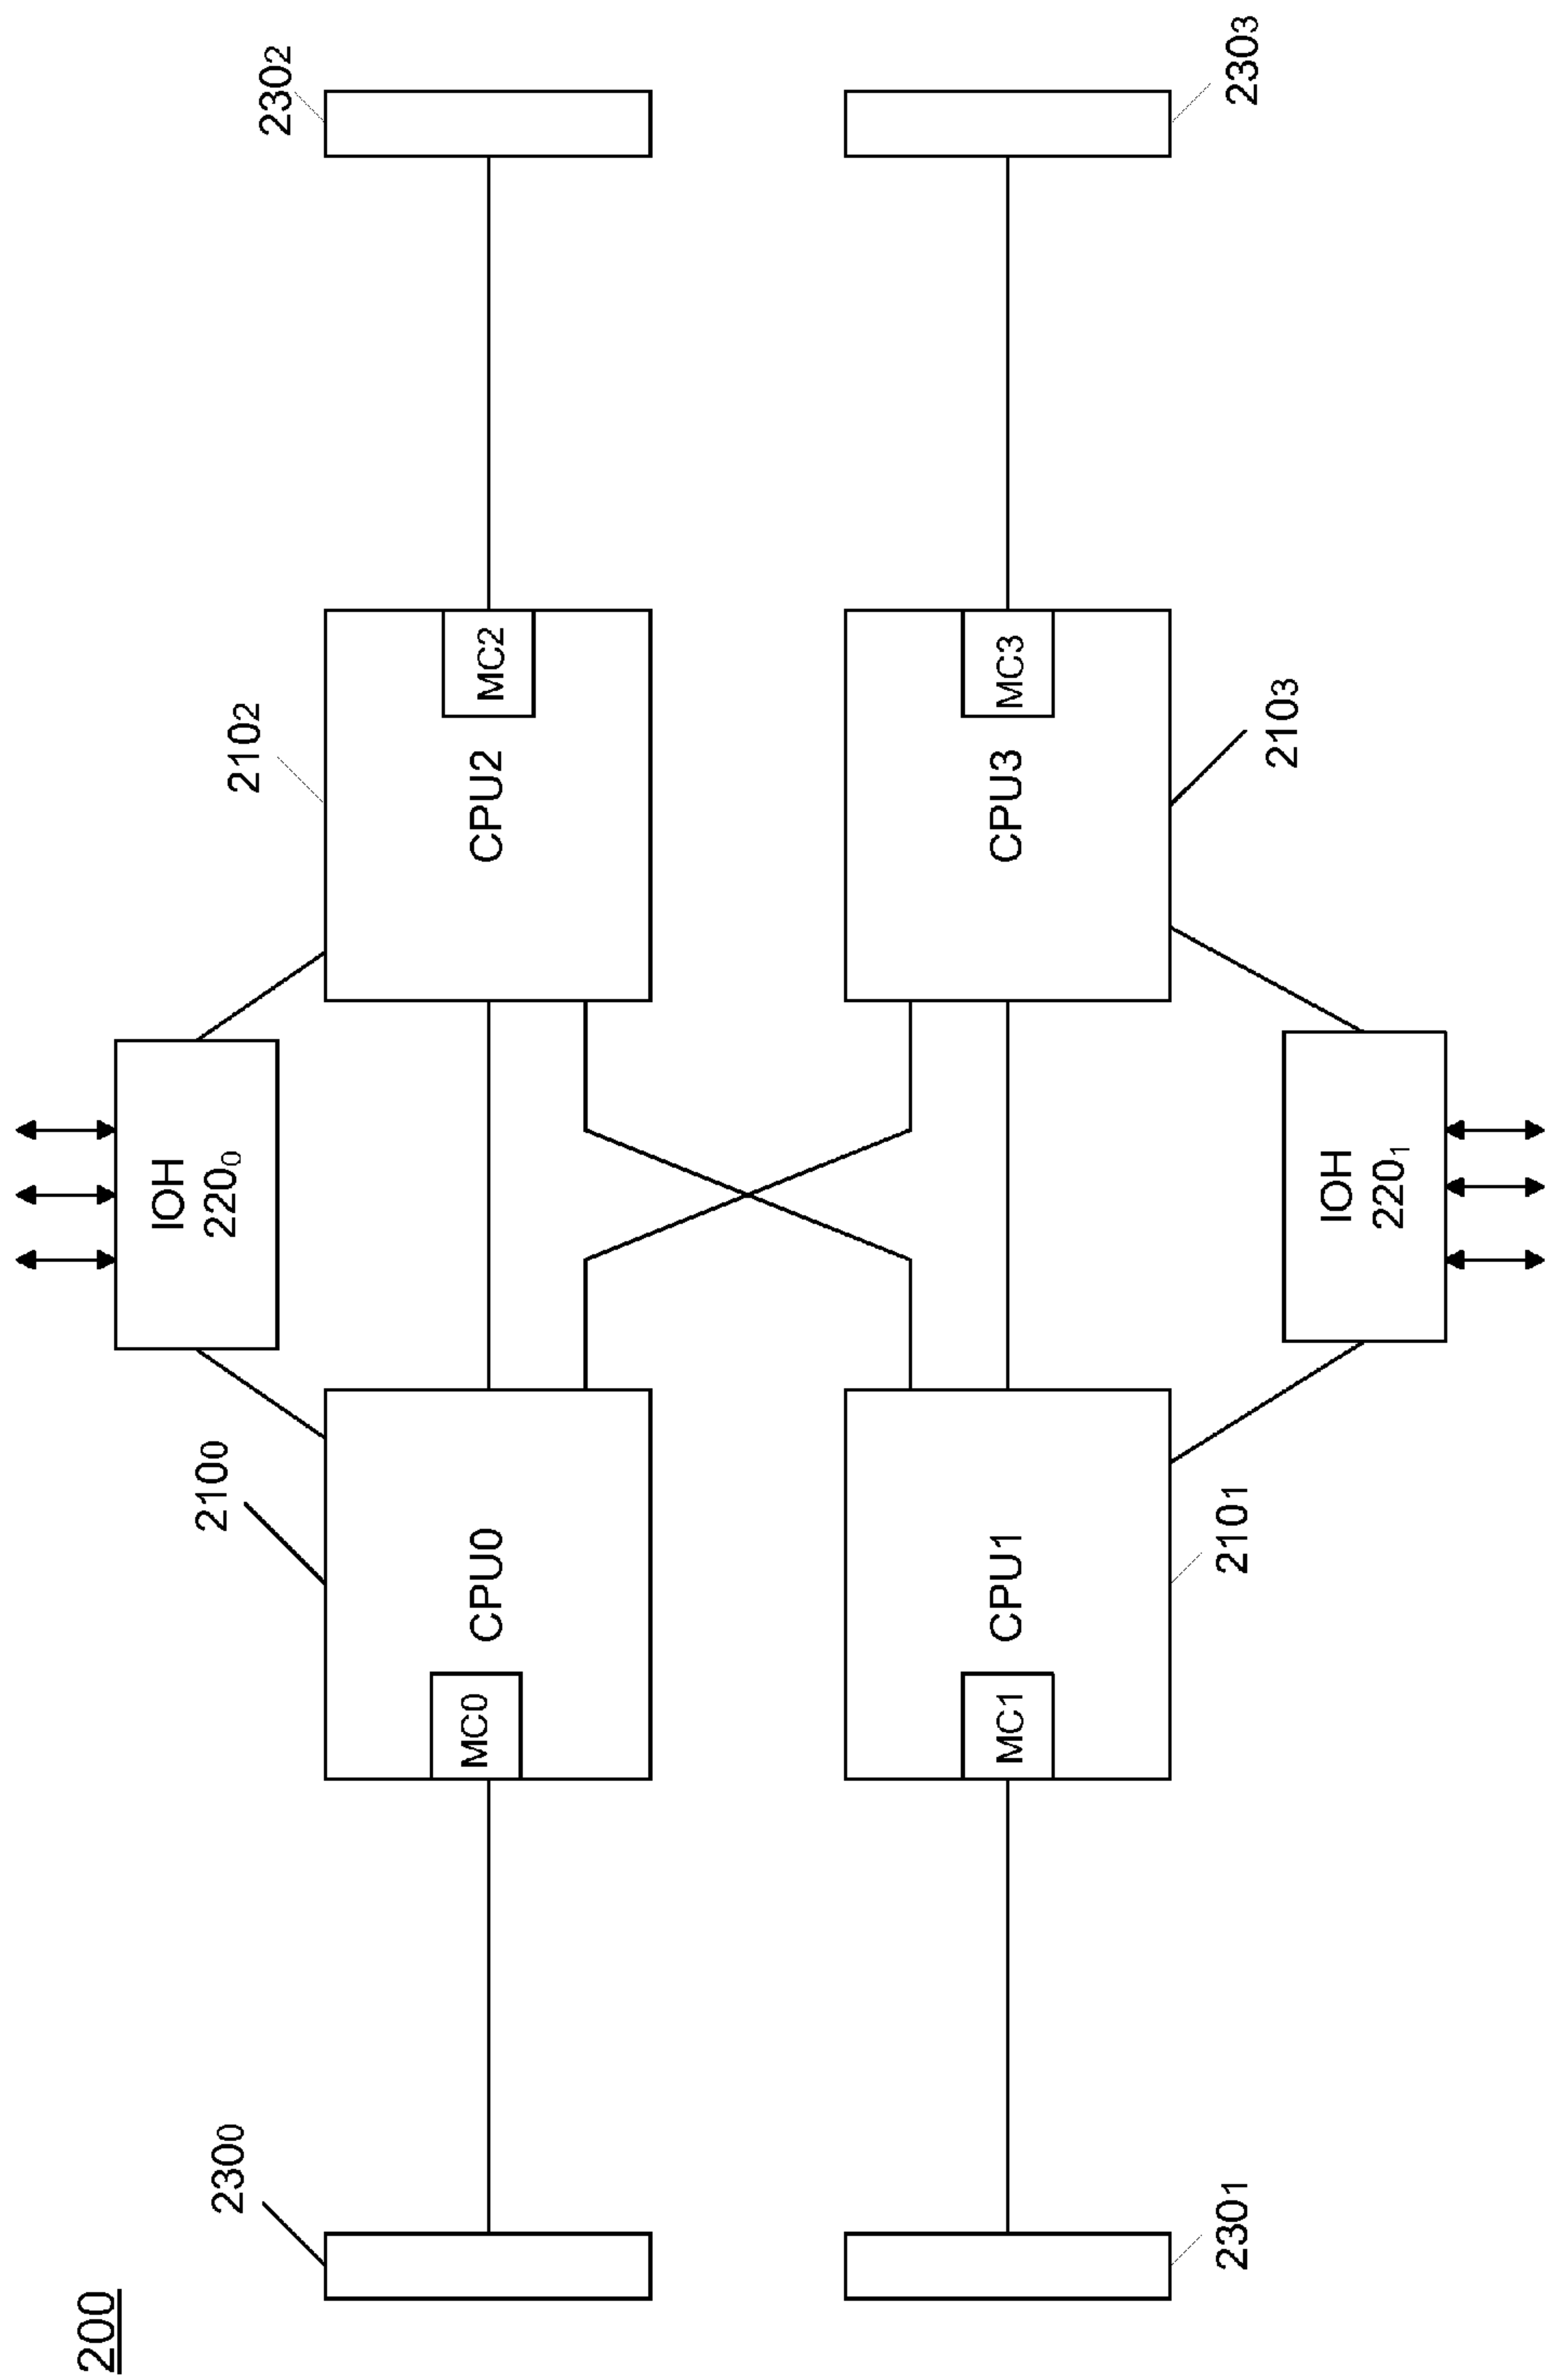 200
IOH
220₀
210₀
210₂
230₀
230₂
MC0
CPU0
CPU2
MC2
MC1
CPU1
CPU3
MC3
230₁
210₁
210₃
230₃
IOH
220₁